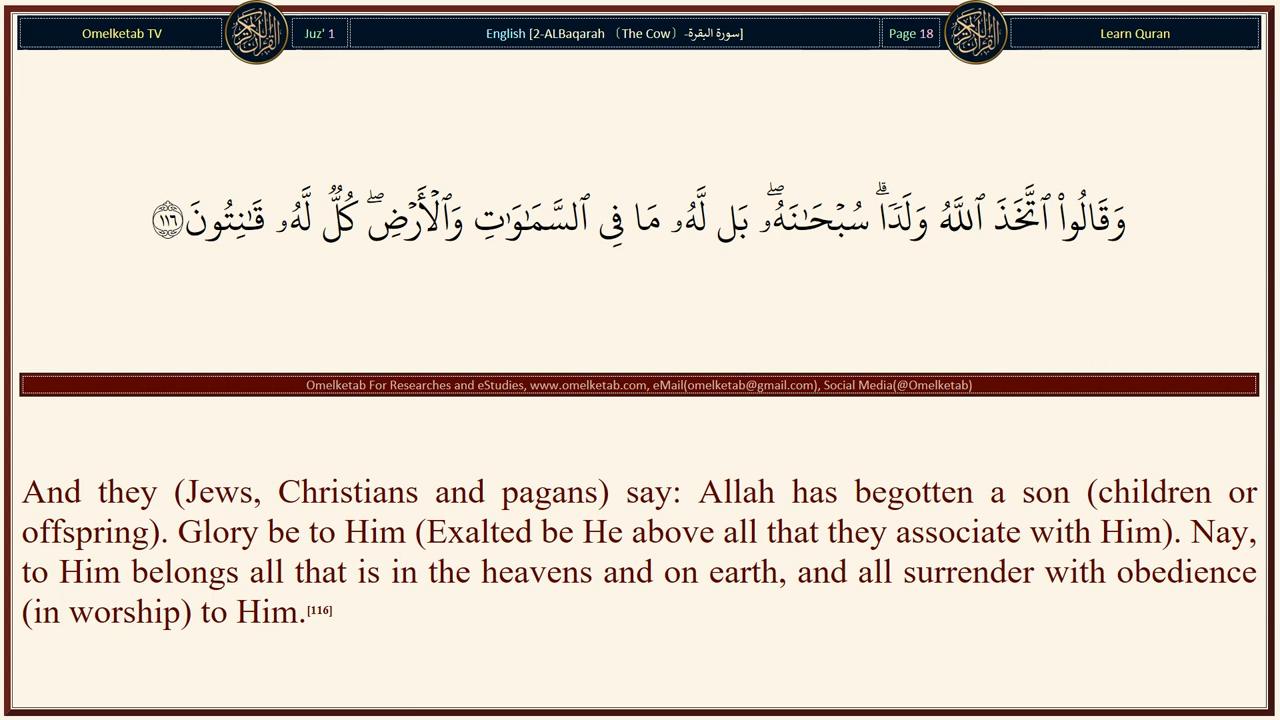 Omelketab TV
Juz' 1
English [2-ALBaqarah （The Cow） -سورة البقرة]
Page 18
Learn Quran
وَقَالُوا۟ ٱتَّخَذَ ٱللَّهُ وَلَدًۭا ۗ سُبْحَـٰنَهُۥ ۖ بَل لَّهُۥ مَا فِى ٱلسَّمَـٰوَٰتِ وَٱلْأَرْضِ ۖ كُلٌّۭ لَّهُۥ قَـٰنِتُونَ ١١٦
Omelketab For Researches and eStudies, www.omelketab.com, eMail(omelketab@gmail.com), Social Media(@Omelketab)
And they (Jews, Christians and pagans) say: Allah has begotten a son (children or
offspring). Glory be to Him (Exalted be He above all that they associate with Him). Nay,
to Him belongs all that is in the heavens and on earth, and all surrender with obedience
(in worship) to Him.[116]